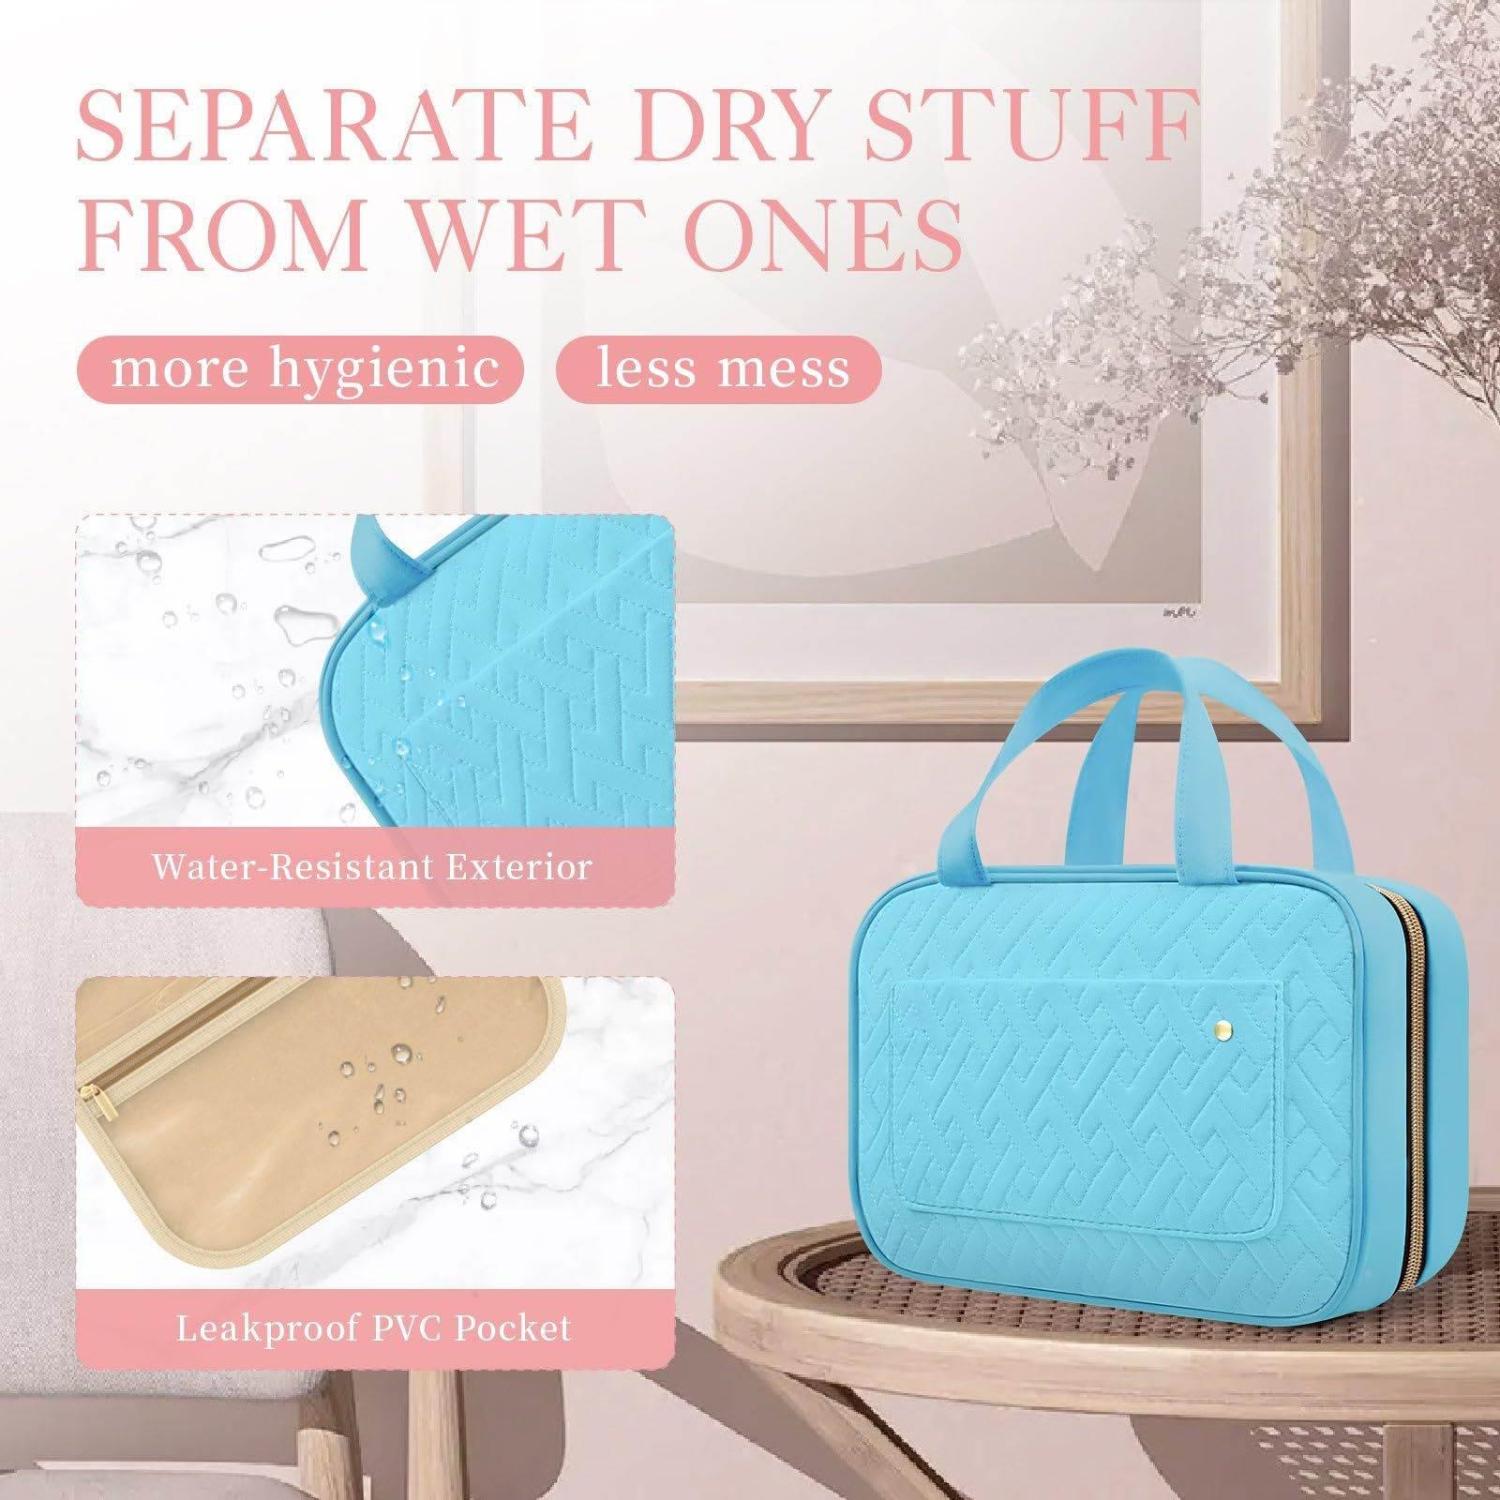 SEPARATE DRY STUFF
FROM WET ONES
more hygienic
less mess
Water-Resistant Exterior
Leakproof PVC Pocket